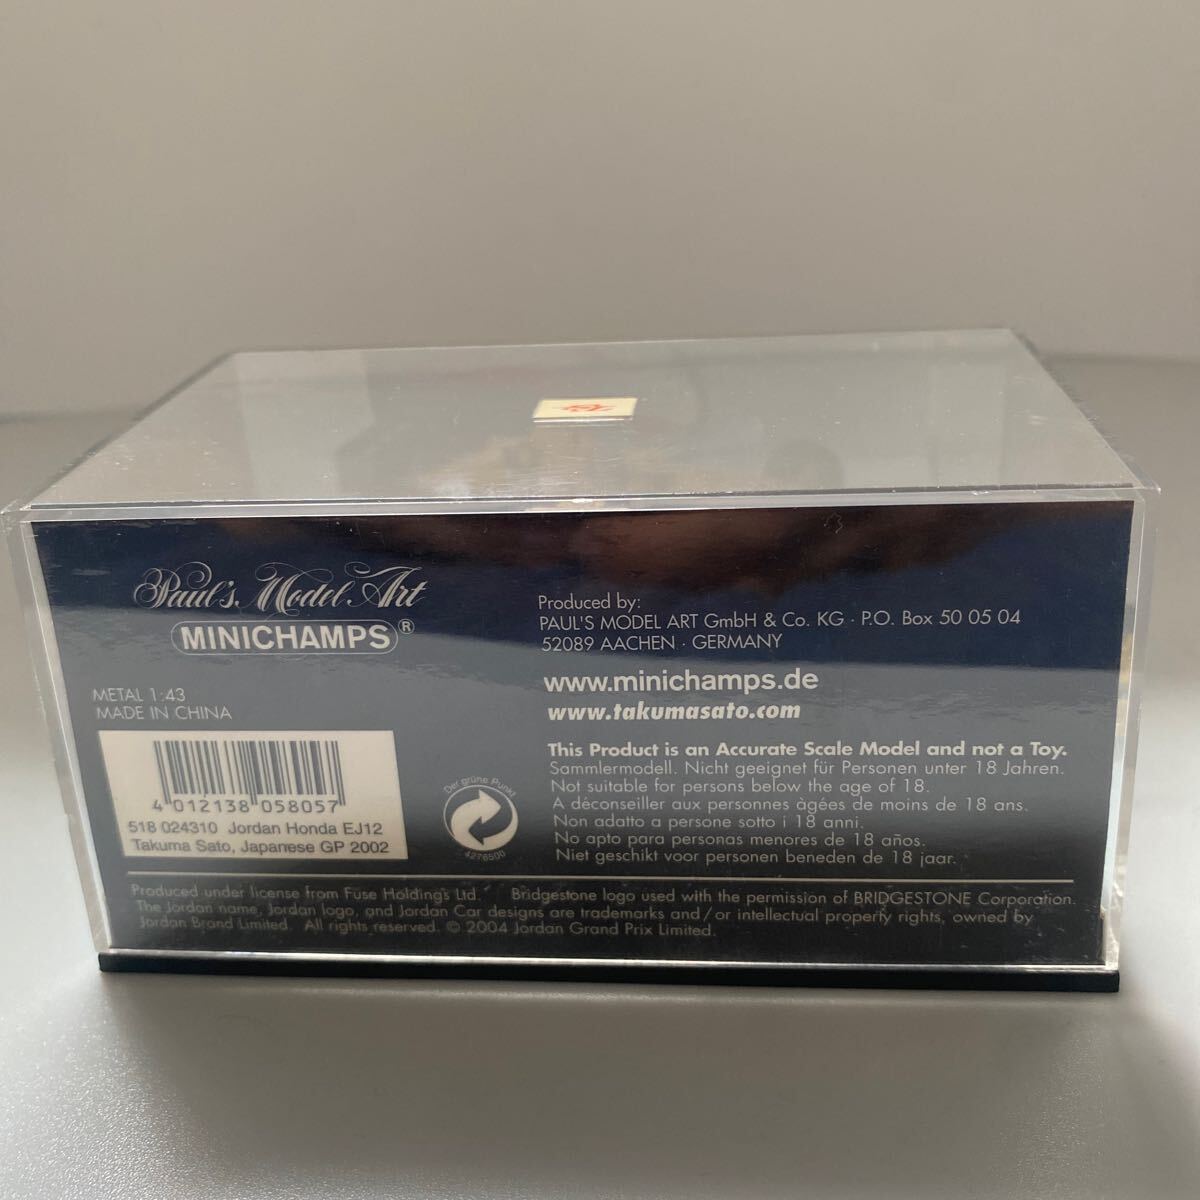 Paul's Model Art
MINICHAMPS®
METAL 1:43
MADE IN CHINA
4 012138 058057
518 024310 Jordan Honda EJ12
Takuma Sato, Japanese GP 2002
Der grüne Punkt
4276500
Produced by:
PAUL'S MODEL ART GmbH & Co. KG · P.O. Box 50 05 04
52089 AACHEN · GERMANY
www.minichamps.de
www.takumasato.com
This Product is an Accurate Scale Model and not a Toy.
Sammlermodell. Nicht geeignet für Personen unter 18 Jahren.
Not suitable for persons below the age of 18.
A déconseiller aux personnes àgées de moins de 18 ans.
Non adatto a persone sotto i 18 anni.
No apto para personas menores de 18 años.
Niet geschikt voor personen beneden de 18 jaar.
Produced under license from Fuse Holdings Ltd. Bridgestone logo used with the permission of BRIDGESTONE Corporation.
The Jordan name, Jordan logo, and Jordan Car designs are trademarks and/or intellectual property rights, owned by
Jordan Brand Limited. All rights reserved. © 2004 Jordan Grand Prix Limited.